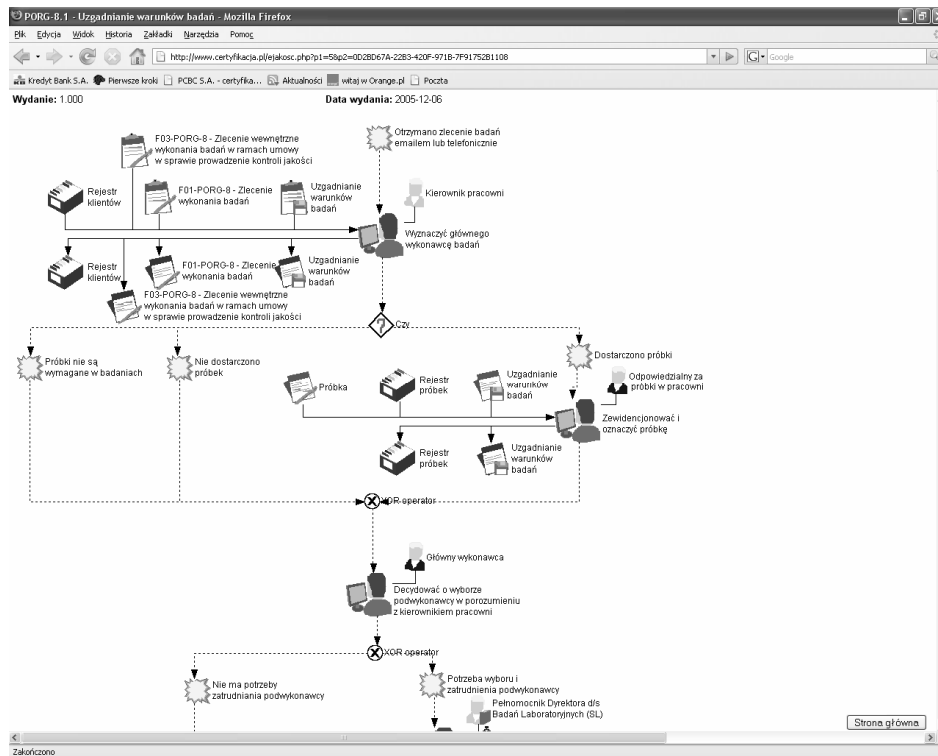 PORG-8.1 - Uzgadnianie warunków badań - Mozilla Firefox
Plik Edycja Widok Historia Zakładki Narzędzia Pomoc
http://www.certyfikacja.pl/ejakosc.php?p1=58&p2=0D2BD67A-22B3-420F-971B-7F91752B1108
Google
Kredyt Bank S.A. Pierwsze kroki PCBC S.A. - certyfika... Aktualności witaj w Orange.pl Poczta
Wydanie: 1.000 Data wydania: 2005-12-06
Otrzymano zlecenie badań
emailem lub telefonicznie
F03-PORG-8 - Zlecenie wewnętrzne
wykonania badań w ramach umowy
w sprawie prowadzenie kontroli jakości
Rejestr
klientów
F01-PORG-8 - Zlecenie
wykonania badań
Uzgadnianie
warunków
badań
Kierownik pracowni
Wyznaczyć głównego
wykonawcę badań
Rejestr
klientów
F01-PORG-8 - Zlecenie
wykonania badań
Uzgadnianie
warunków
badań
F03-PORG-8 - Zlecenie wewnętrzne
wykonania badań w ramach umowy
w sprawie prowadzenie kontroli jakości
Czy
Próbki nie są
wymagane w badaniach
Nie dostarczono
próbek
Dostarczono próbki
Próbka
Rejestr
próbek
Uzgadnianie
warunków
badań
Odpowiedzialny za
próbki w pracowni
Zewidencjonować i
oznaczyć próbkę
Rejestr
próbek
Uzgadnianie
warunków
badań
XOR operator
Główny wykonawca
Decydować o wyborze
podwykonawcy w porozumieniu
z kierownikiem pracowni
XOR operator
Nie ma potrzeby
zatrudniania podwykonawcy
Potrzeba wyboru i
zatrudnienia podwykonawcy
Pełnomocnik Dyrektora d/s
Badań Laboratoryjnych (SL)
Strona główna
Zakończono